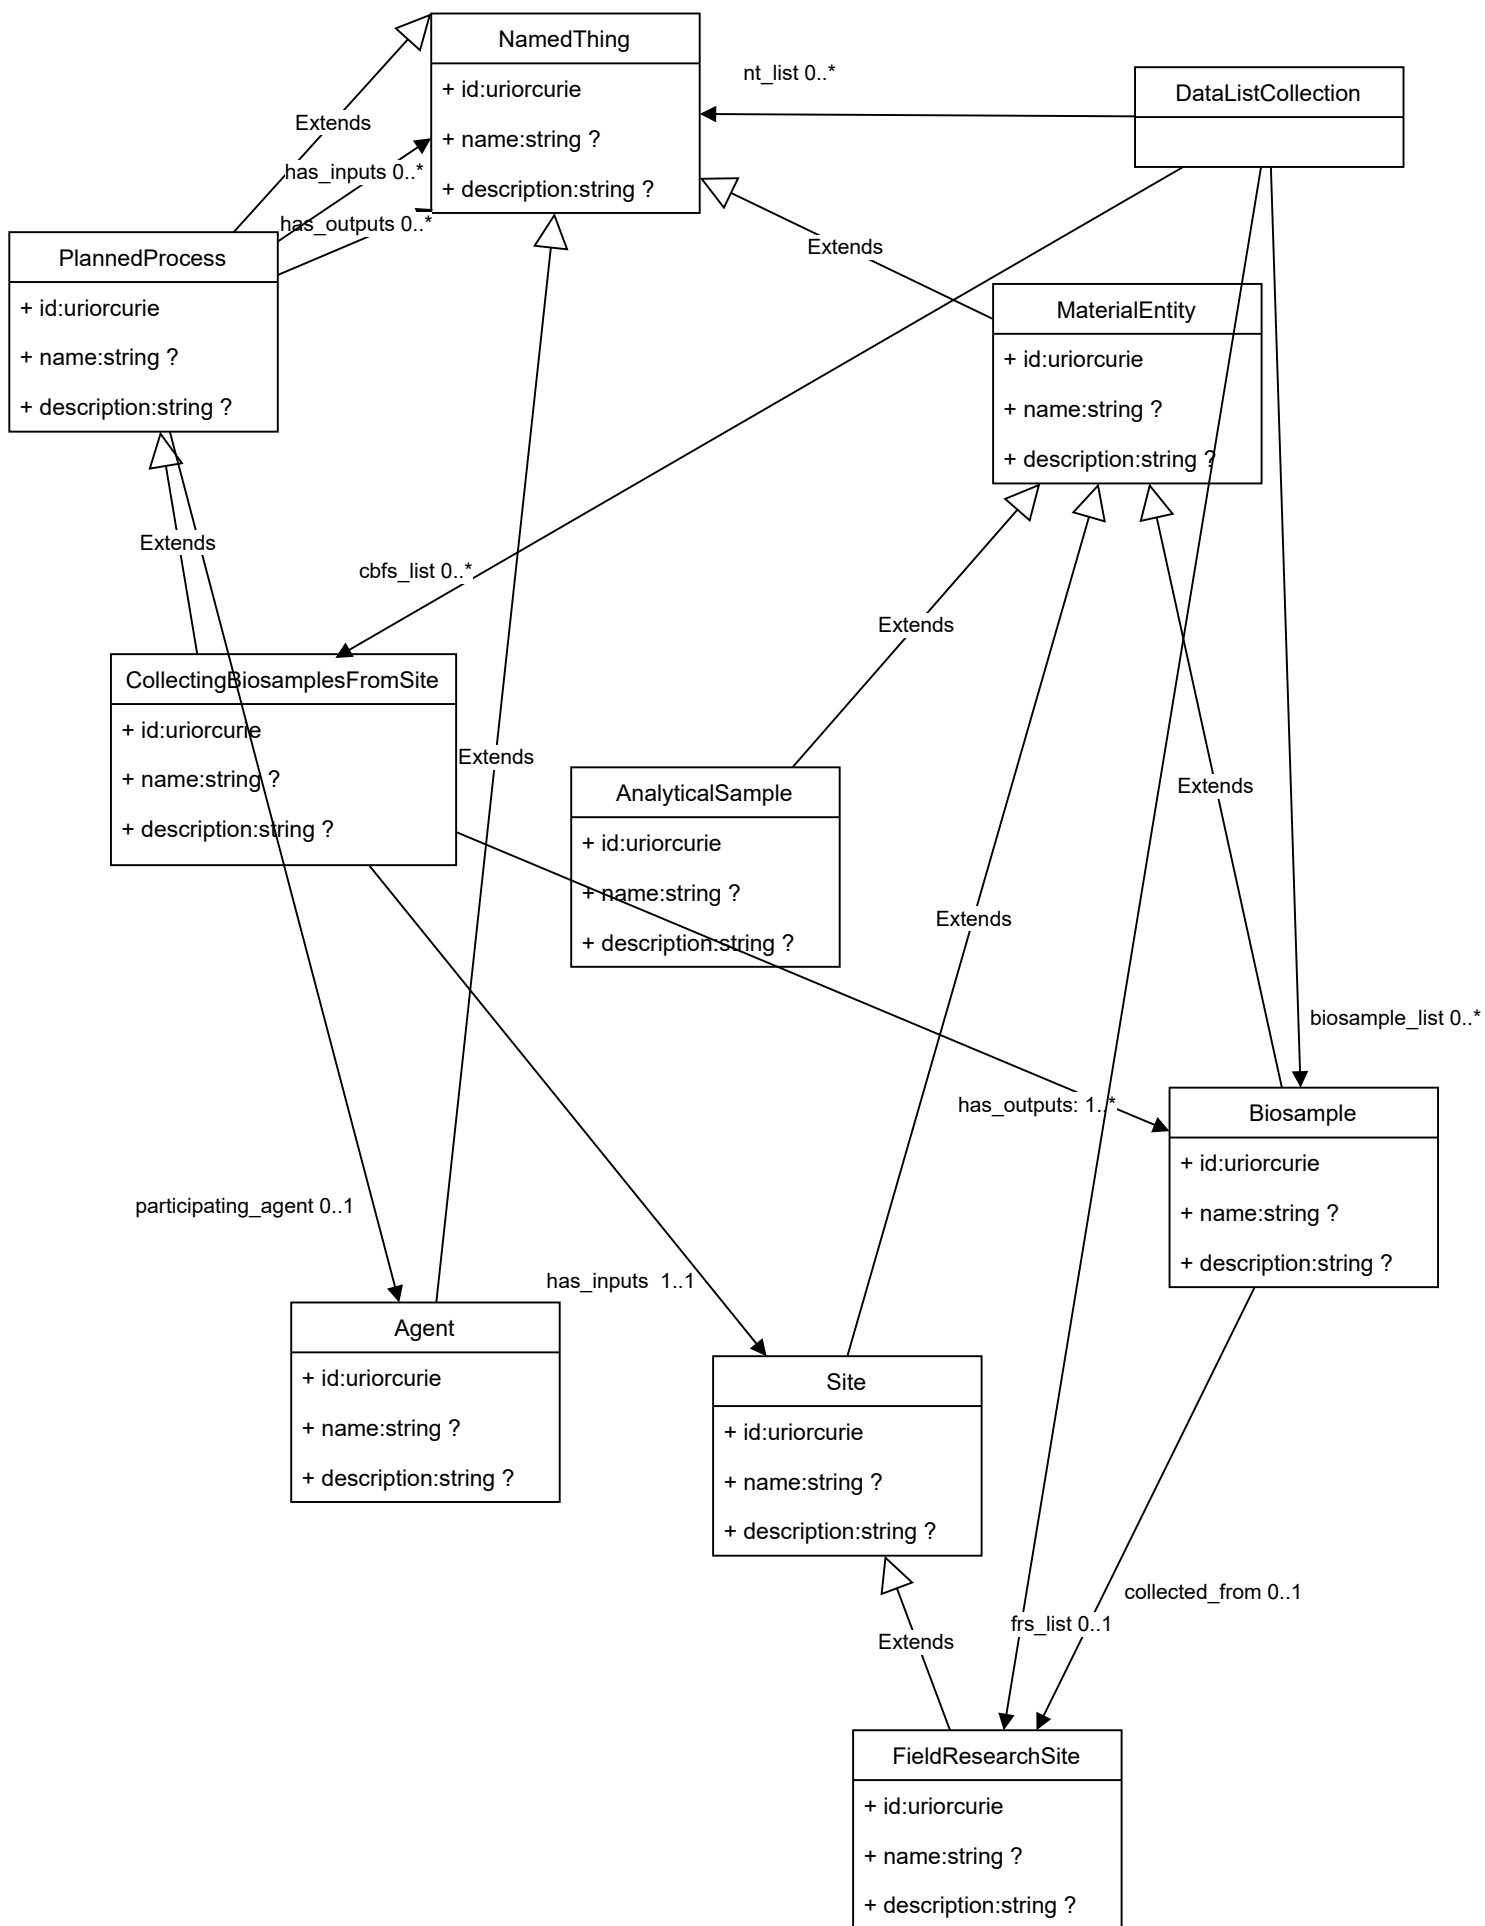 NamedThing
+ id:uriorcurie
+ name:string ?
+ description:string ?
nt_list 0..*
DataListCollection
Extends
has_inputs 0..*
has_outputs 0..*
PlannedProcess
+ id:uriorcurie
+ name:string ?
+ description:string ?
Extends
MaterialEntity
+ id:uriorcurie
+ name:string ?
+ description:string ?
Extends
cbfs_list 0..*
Extends
CollectingBiosamplesFromSite
+ id:uriorcurie
+ name:string ?
+ description:string ?
Extends
AnalyticalSample
+ id:uriorcurie
+ name:string ?
+ description:string ?
Extends
Extends
biosample_list 0..*
has_outputs: 1..*
Biosample
+ id:uriorcurie
+ name:string ?
+ description:string ?
participating_agent 0..1
has_inputs  1..1
Agent
+ id:uriorcurie
+ name:string ?
+ description:string ?
Site
+ id:uriorcurie
+ name:string ?
+ description:string ?
collected_from 0..1
frs_list 0..1
Extends
FieldResearchSite
+ id:uriorcurie
+ name:string ?
+ description:string ?